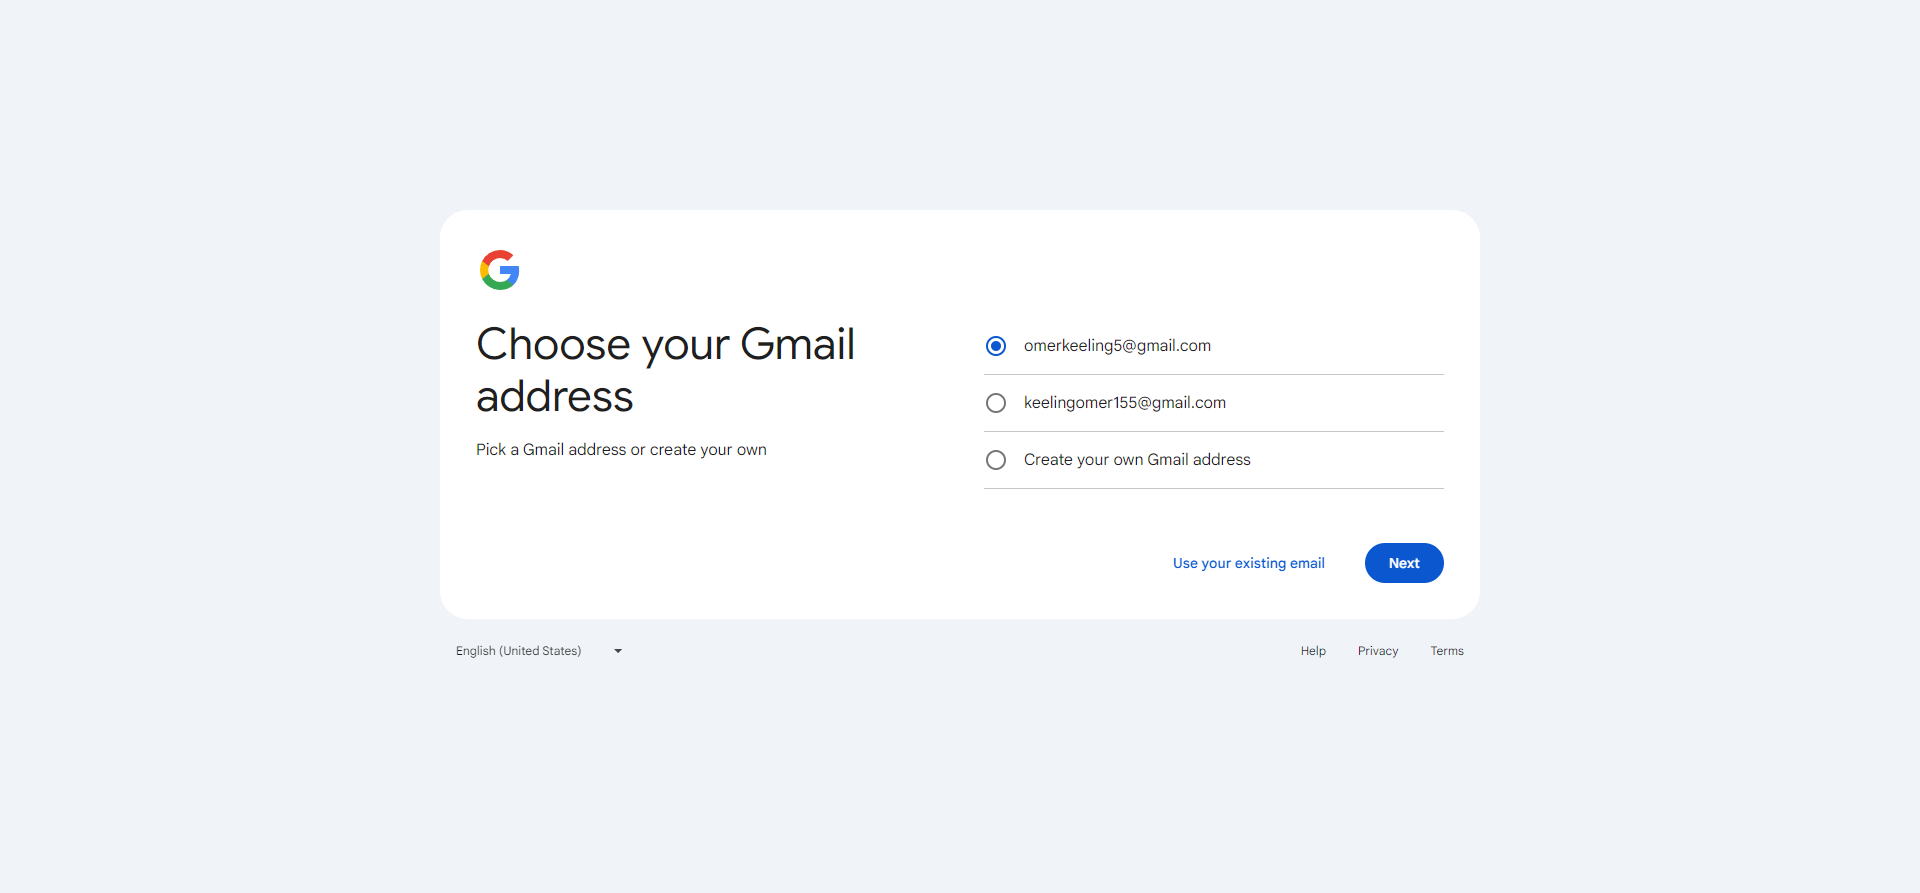 Choose your Gmail
address
Pick a Gmail address or create your own
omerkeeling5@gmail.com
keelingomer155@gmail.com
Create your own Gmail address
Use your existing email
Next
English (United States)
Help
Privacy
Terms